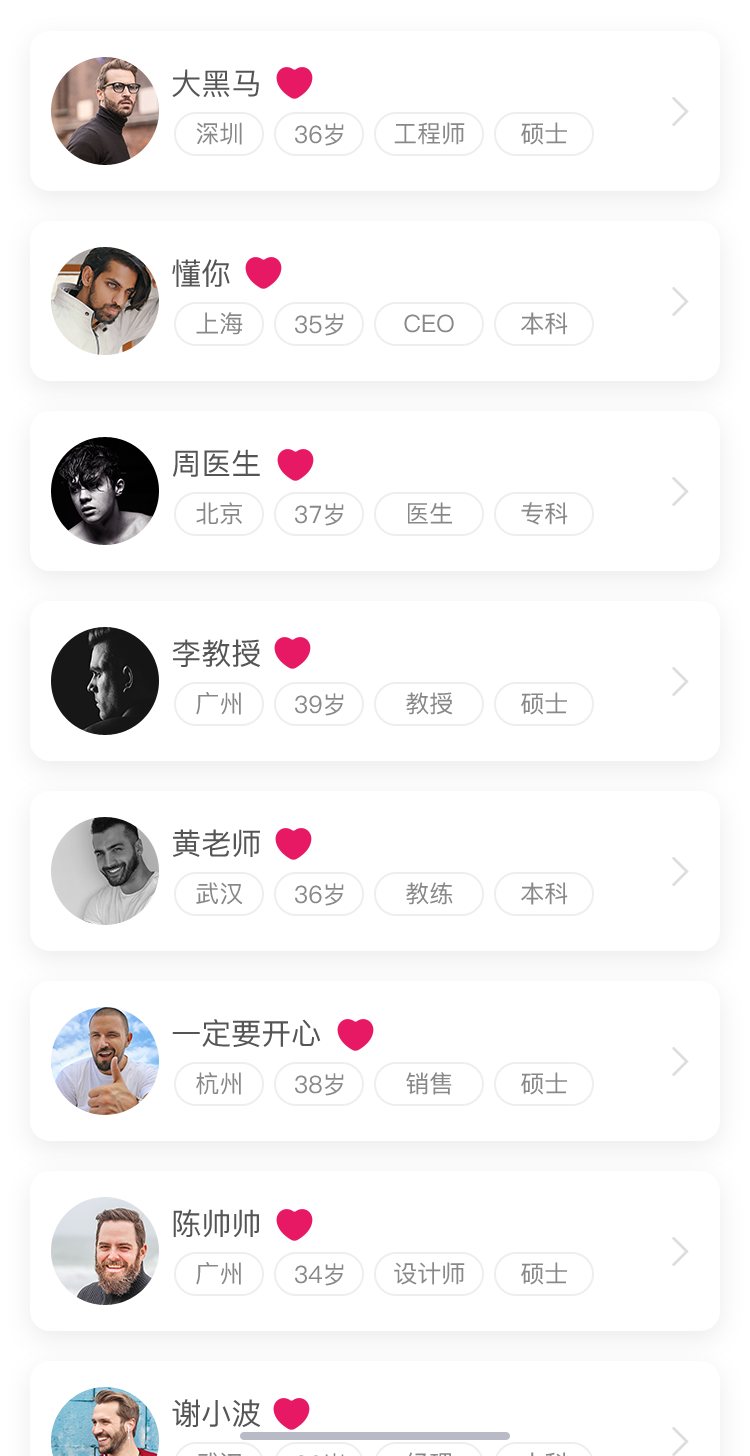 大黑马
深圳 36岁 工程师 硕士
懂你
上海 35岁 CEO 本科
周医生
北京 37岁 医生 专科
李教授
广州 39岁 教授 硕士
黄老师
武汉 36岁 教练 本科
一定要开心
杭州 38岁 销售 硕士
陈帅帅
广州 34岁 设计师 硕士
谢小波